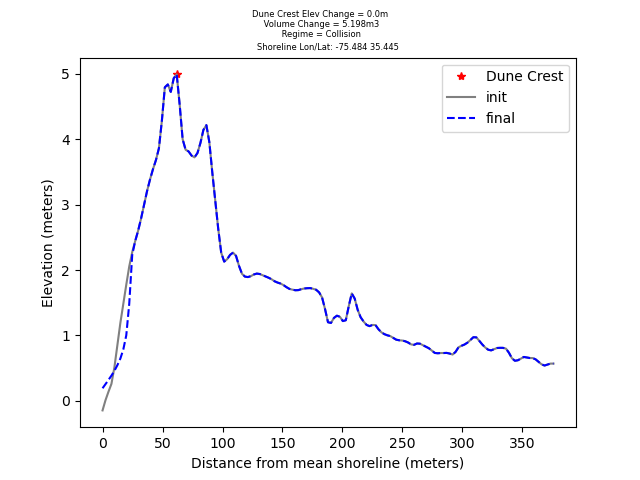 Dune Crest Elev Change = 0.0m
Volume Change = 5.198m3
Regime = Collision
Shoreline Lon/Lat: -75.484 35.445
Dune Crest
init
final
5
4
3
2
1
0
Elevation (meters)
0 50 100 150 200 250 300 350
Distance from mean shoreline (meters)